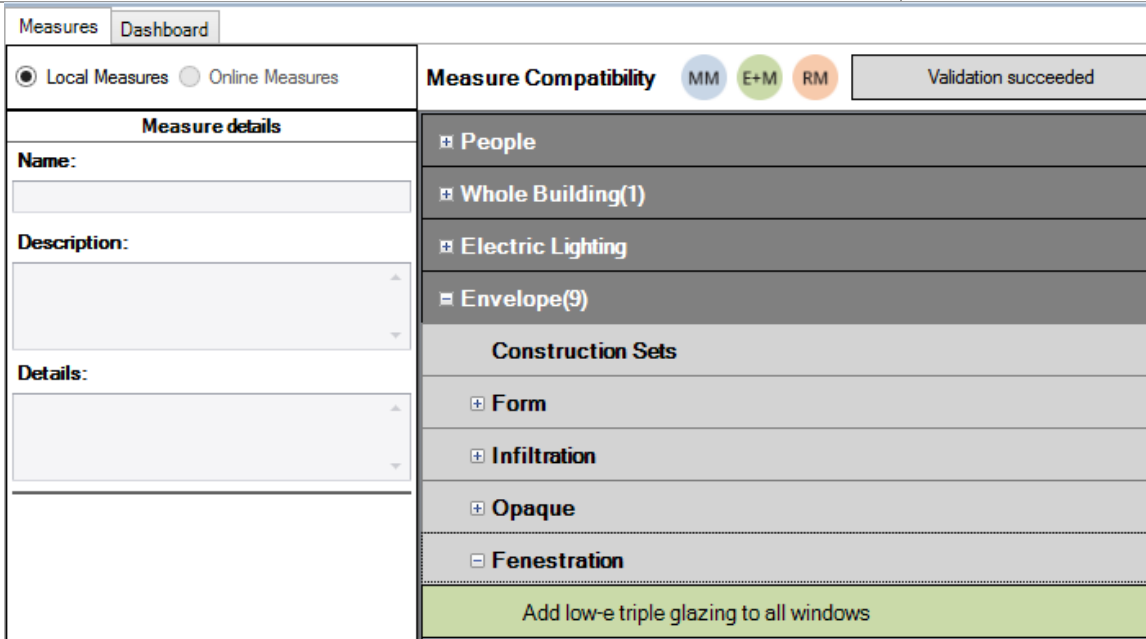 Measures Dashboard
Local Measures Online Measures
Measure Compatibility MM E+M RM Validation succeeded
Measure details
Name:
Description:
Details:
People
Whole Building(1)
Electric Lighting
Envelope(9)
Construction Sets
Form
Infiltration
Opaque
Fenestration
Add low-e triple glazing to all windows